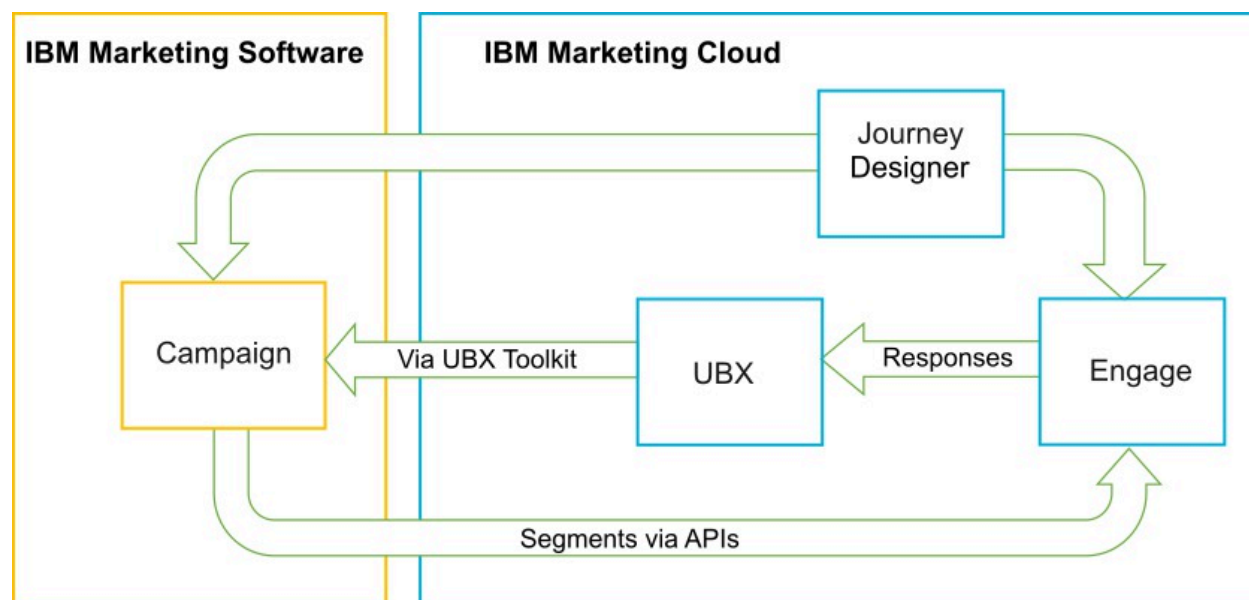 IBM Marketing Software
IBM Marketing Cloud
Journey
Designer
Campaign
Via UBX Toolkit
UBX
Responses
Engage
Segments via APIs